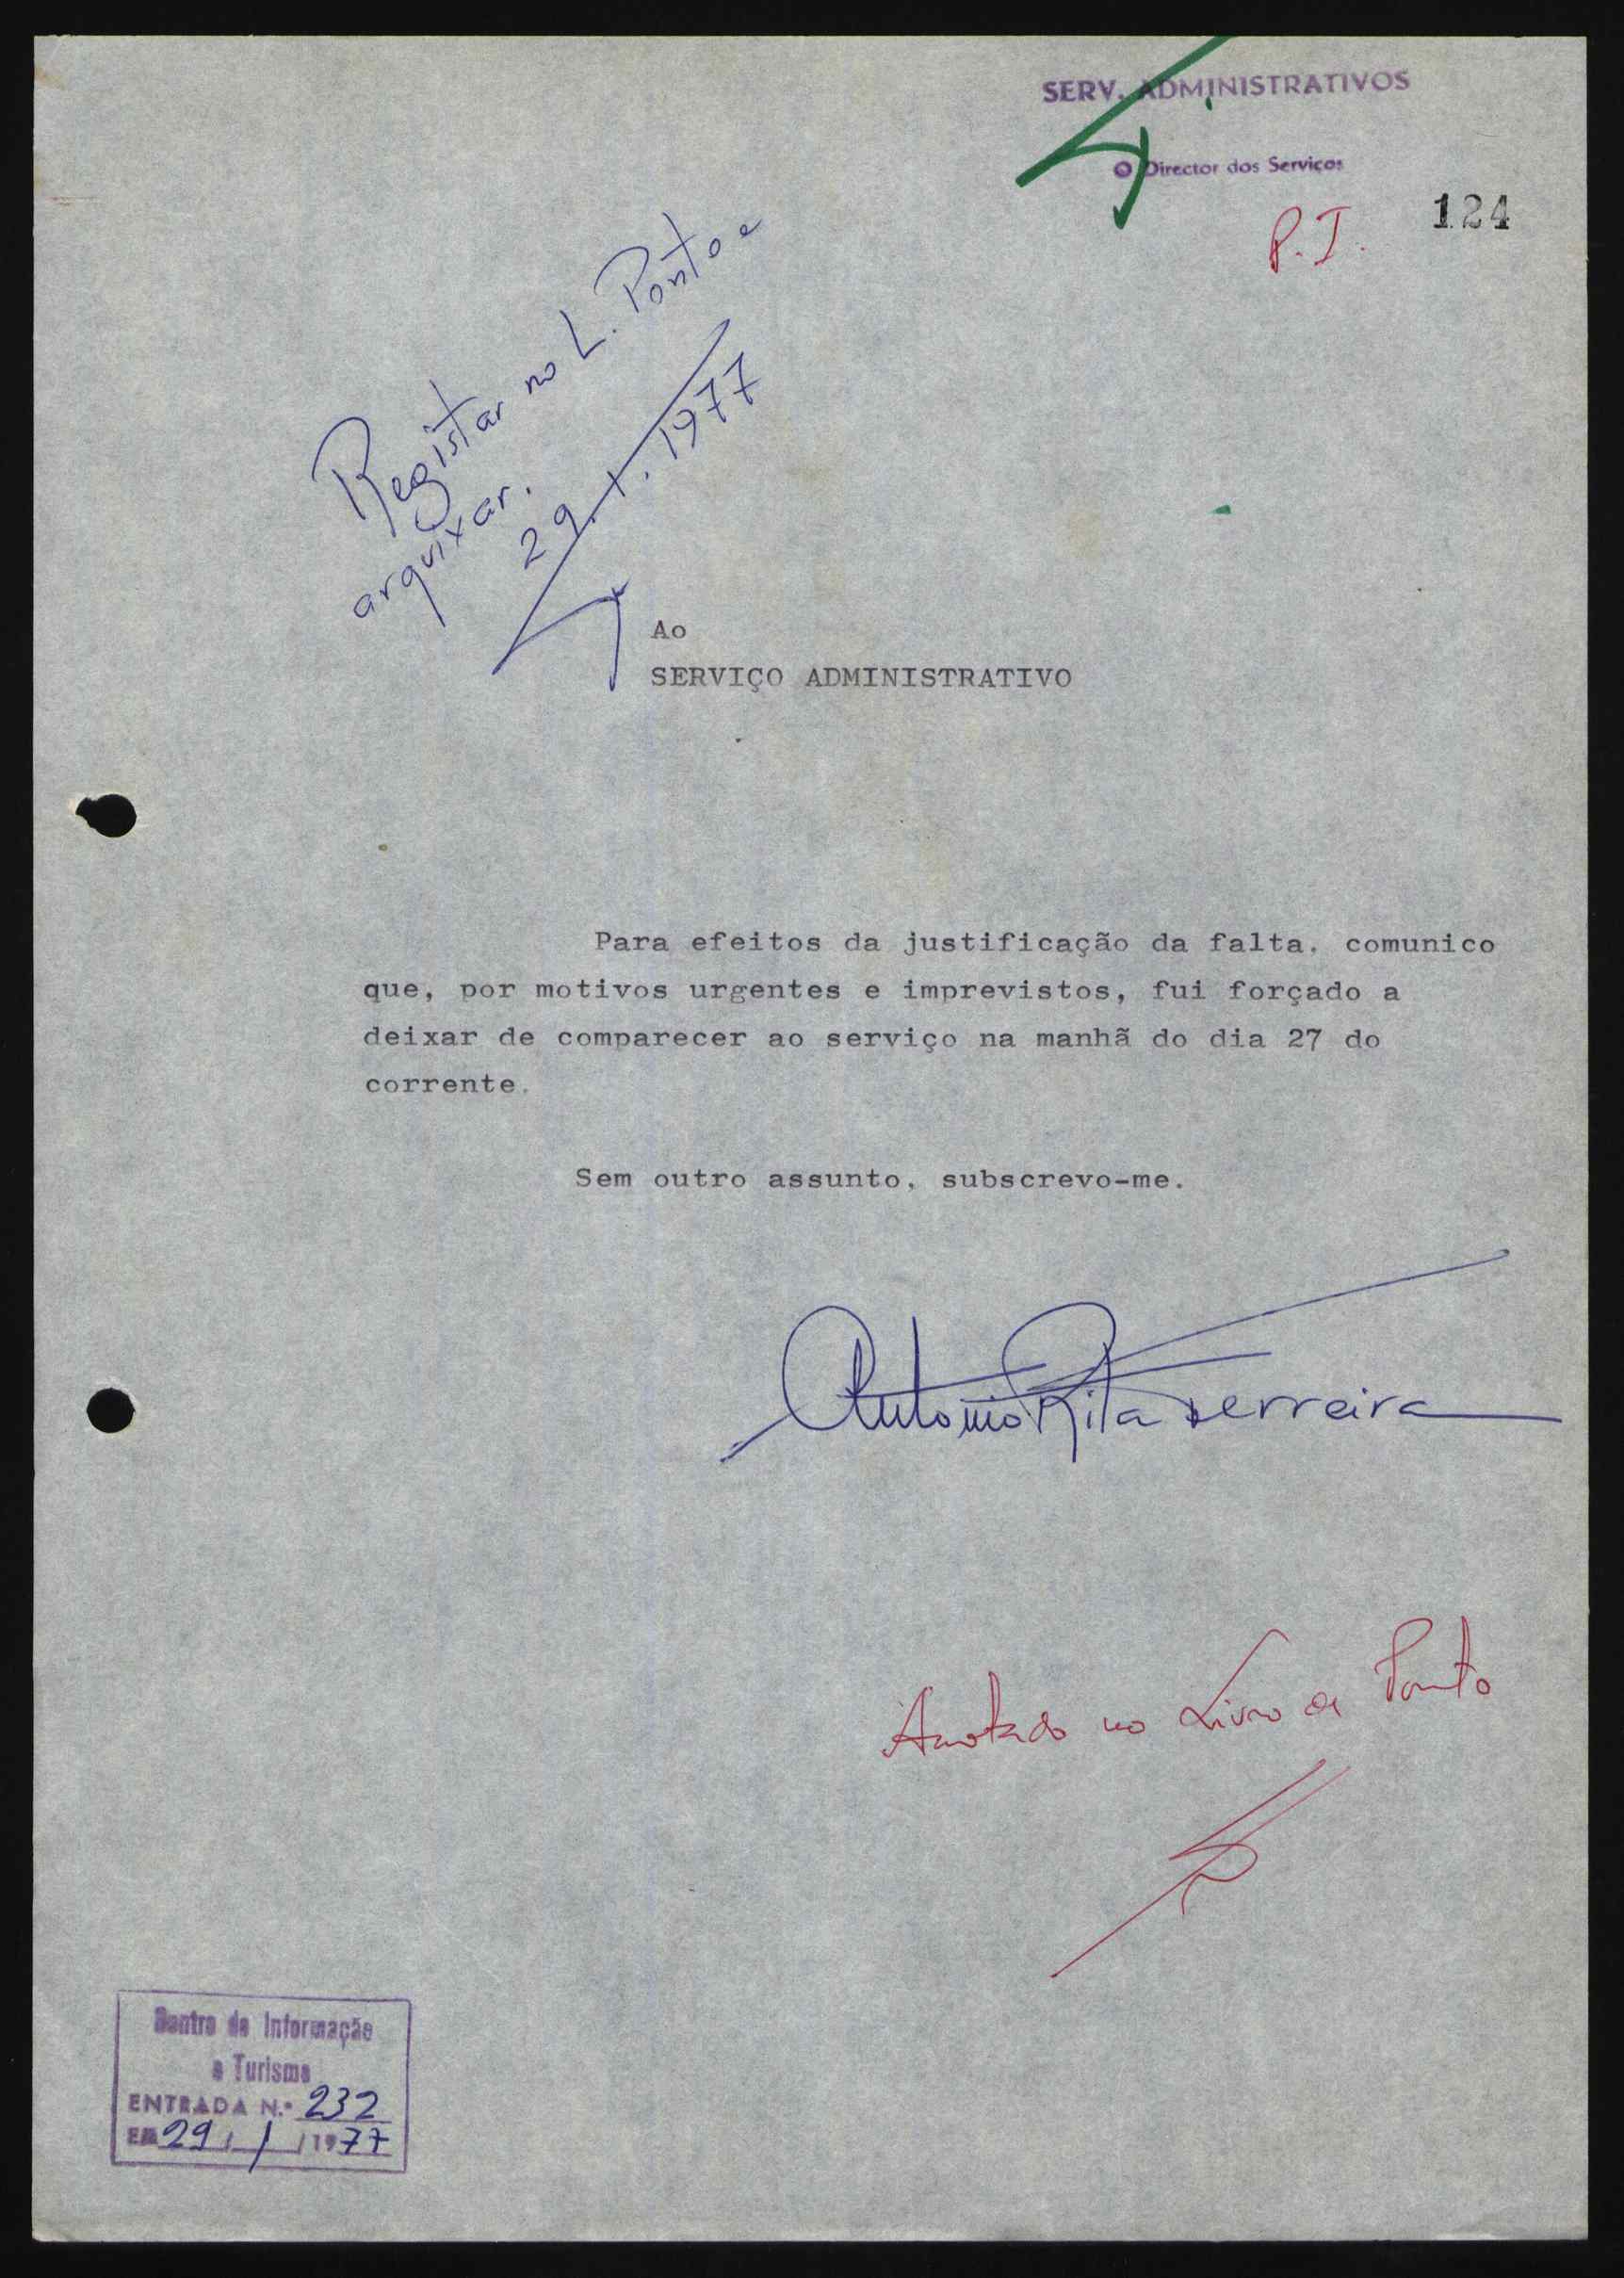 SERV. ADMINISTRATIVOS
O Director dos Serviços
P.I.
124
Registar no L. Ponto e
arquivar.
29.1.1977
Ao
SERVIÇO ADMINISTRATIVO
Para efeitos da justificação da falta, comunico
que, por motivos urgentes e imprevistos, fui forçado a
deixar de comparecer ao serviço na manhã do dia 27 do
corrente.
Sem outro assunto, subscrevo-me.
António Rita Ferreira
Anotado no Livro de Ponto
Centro de Informação
e Turismo
ENTRADA N.º 232
EM 29 / 1 / 1977